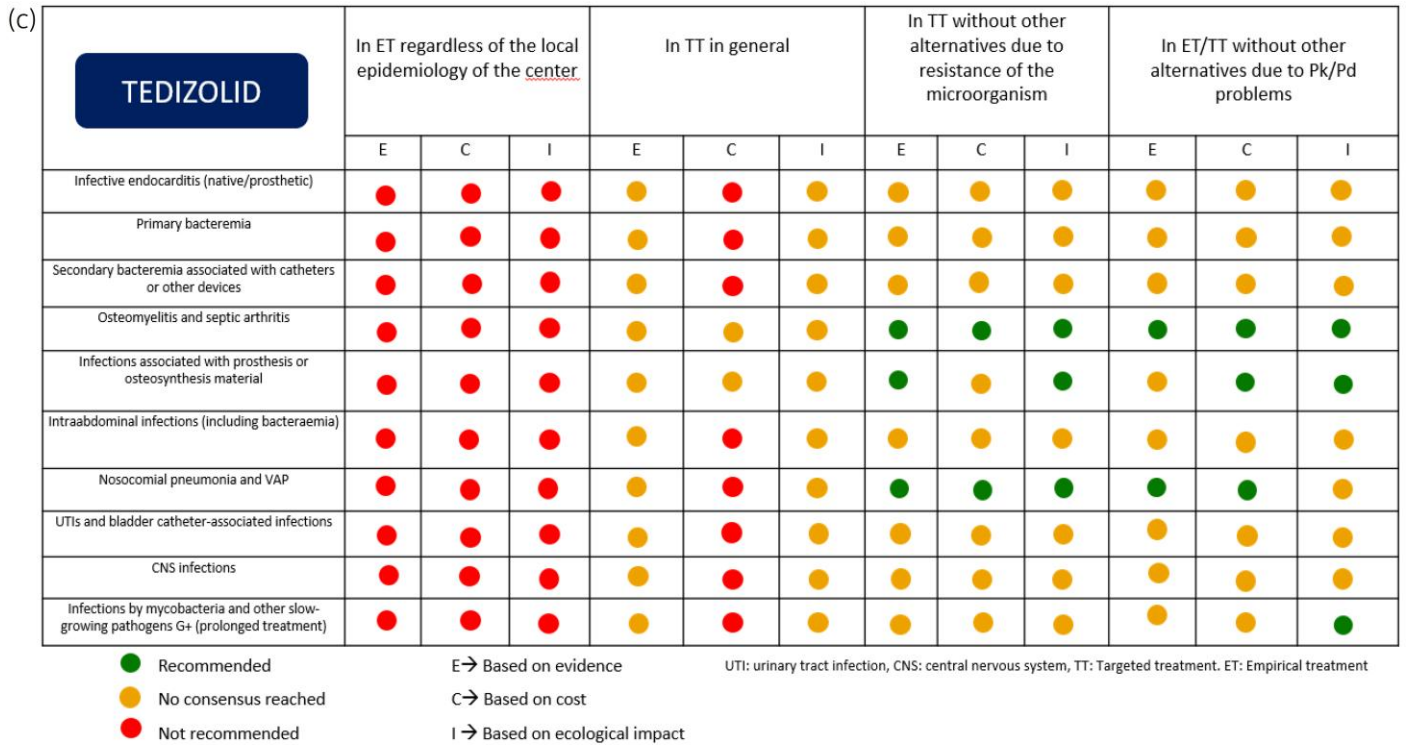 (c)
TEDIZOLID
In ET regardless of the local
epidemiology of the center
In TT in general
In TT without other
alternatives due to
resistance of the
microorganism
In ET/TT without other
alternatives due to Pk/Pd
problems
E C I E C I E C I E C I
Infective endocarditis (native/prosthetic)
Primary bacteremia
Secondary bacteremia associated with catheters
or other devices
Osteomyelitis and septic arthritis
Infections associated with prosthesis or
osteosynthesis material
Intraabdominal infections (including bacteraemia)
Nosocomial pneumonia and VAP
UTIs and bladder catheter-associated infections
CNS infections
Infections by mycobacteria and other slow-
growing pathogens G+ (prolonged treatment)
Recommended
E→ Based on evidence
UTI: urinary tract infection, CNS: central nervous system, TT: Targeted treatment. ET: Empirical treatment
No consensus reached
C→ Based on cost
Not recommended
I → Based on ecological impact